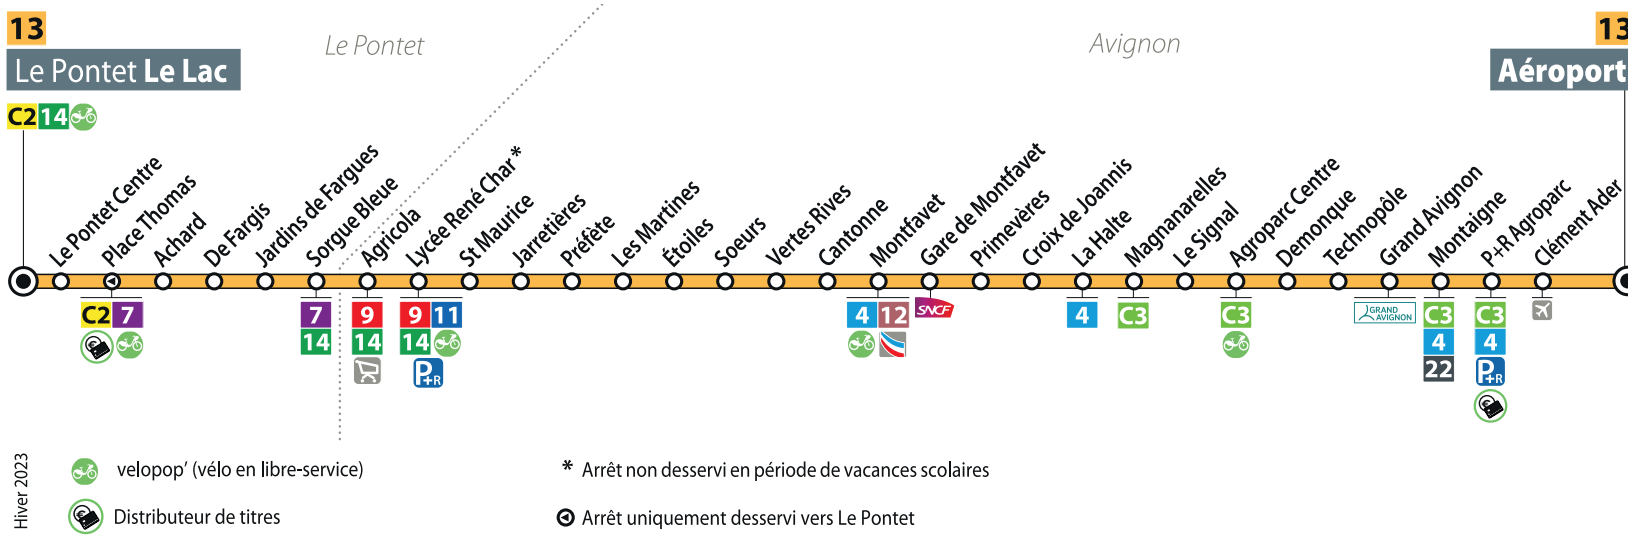 13
Le Pontet Le Lac
C2 14
Le Pontet
Avignon
13
Aéroport
Le Pontet Centre
Place Thomas
Achard
De Fargis
Jardins de Fargues
Sorgue Bleue
Agricola
Lycée René Char *
St Maurice
Jarretières
Préfète
Les Martines
Étoiles
Soeurs
Vertes Rives
Cantonne
Montfavet
Gare de Montfavet
Primevères
Croix de Joannis
La Halte
Magnanarelles
Le Signal
Agroparc Centre
Demonque
Technopôle
Grand Avignon
Montaigne
P+R Agroparc
Clément Ader
C2 7
7
14
9
14
9 11
14
P+R
4 12
SNCF
4
C3
C3
GRAND
AVIGNON
C3
4
22
C3
4
P+R
Hiver 2023
velopop' (vélo en libre-service)
Distributeur de titres
* Arrêt non desservi en période de vacances scolaires
Arrêt uniquement desservi vers Le Pontet